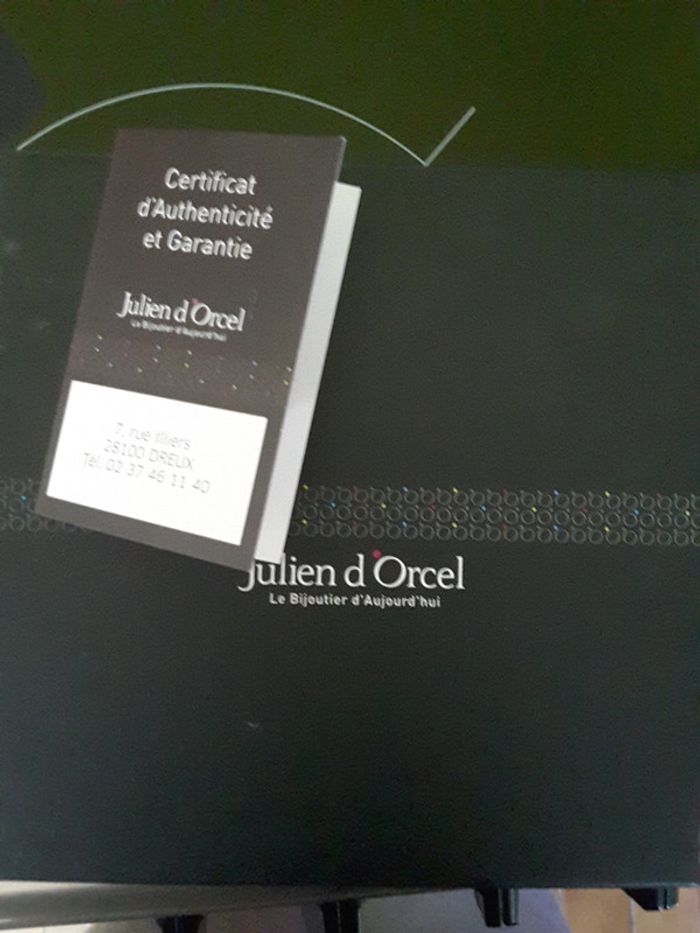 Certificat
d'Authenticité
et Garantie
Julien d'Orcel
Le Bijoutier d'Aujourd'hui
7, rue Illiers
28100 DREUX
Tel. 02 37 46 11 40
Julien d'Orcel
Le Bijoutier d'Aujourd'hui